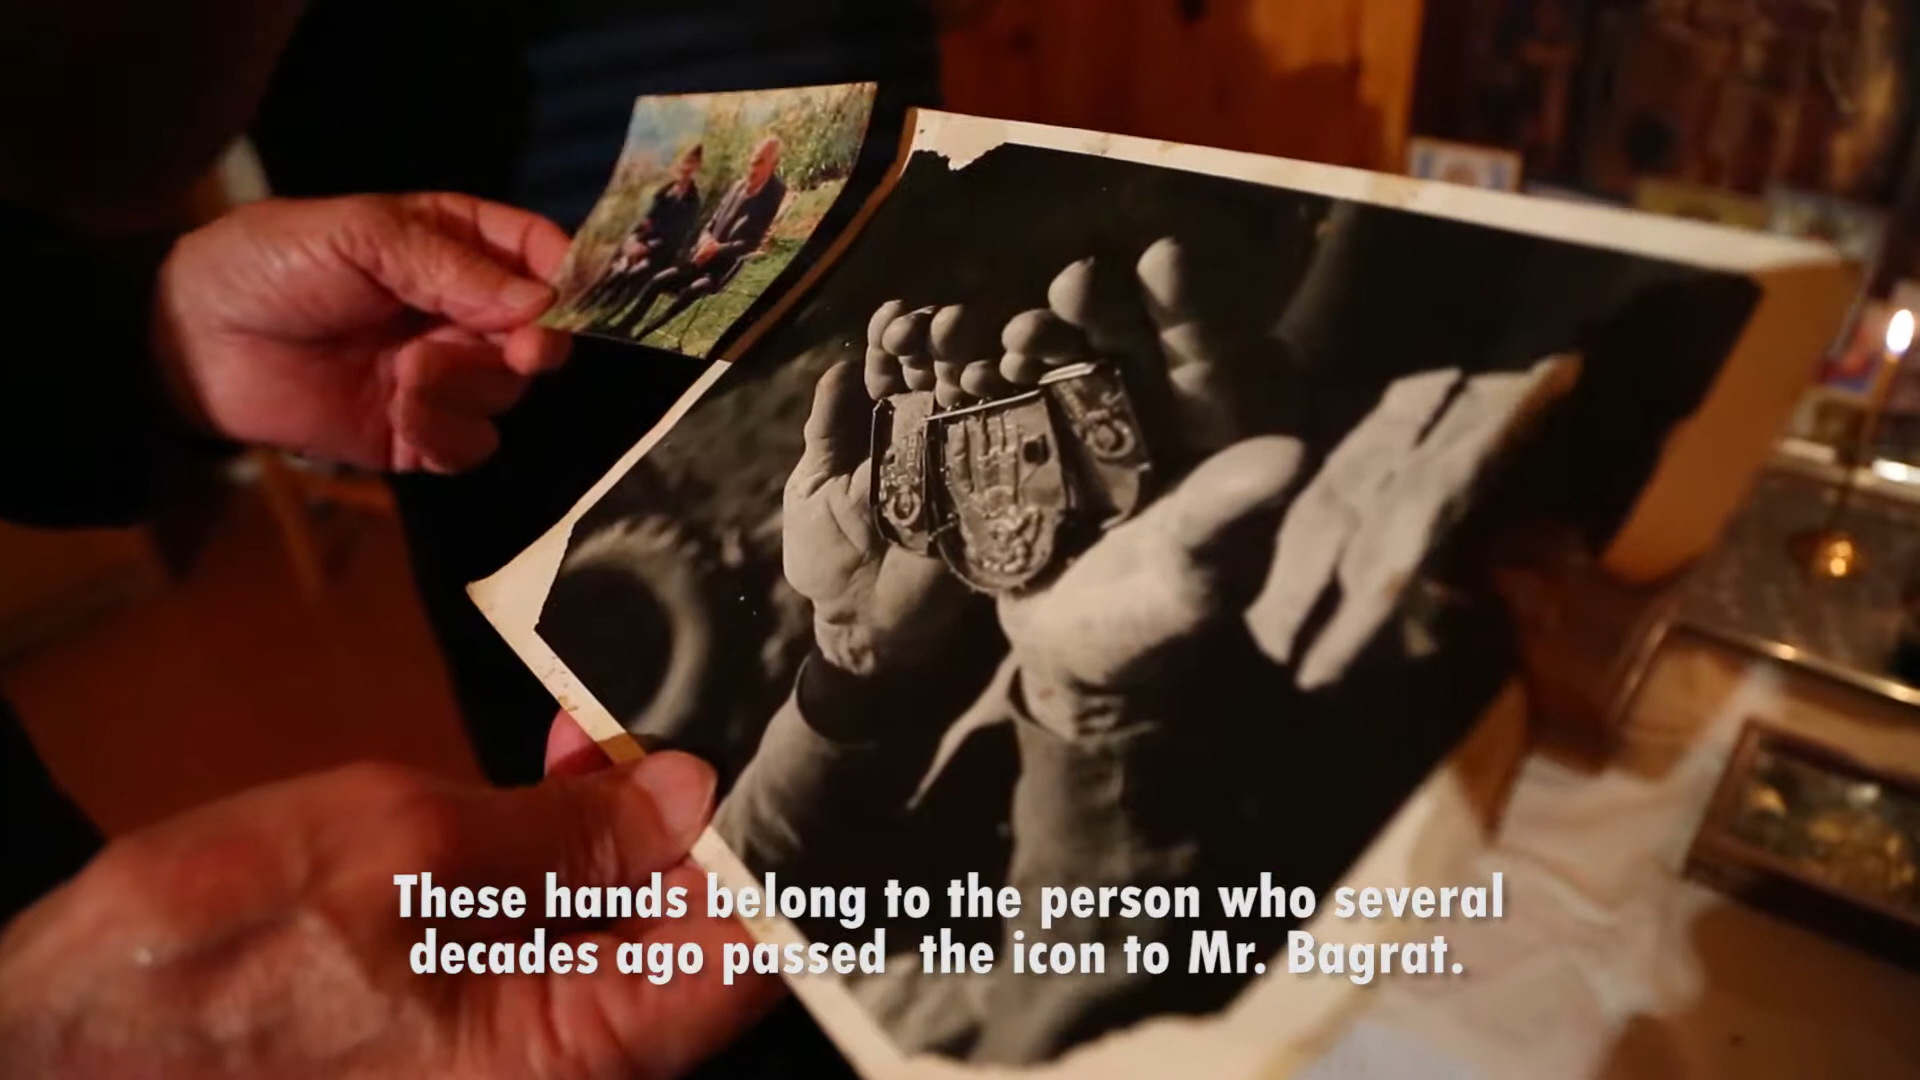 These hands belong to the person who several
decades ago passed  the icon to Mr. Bagrat.